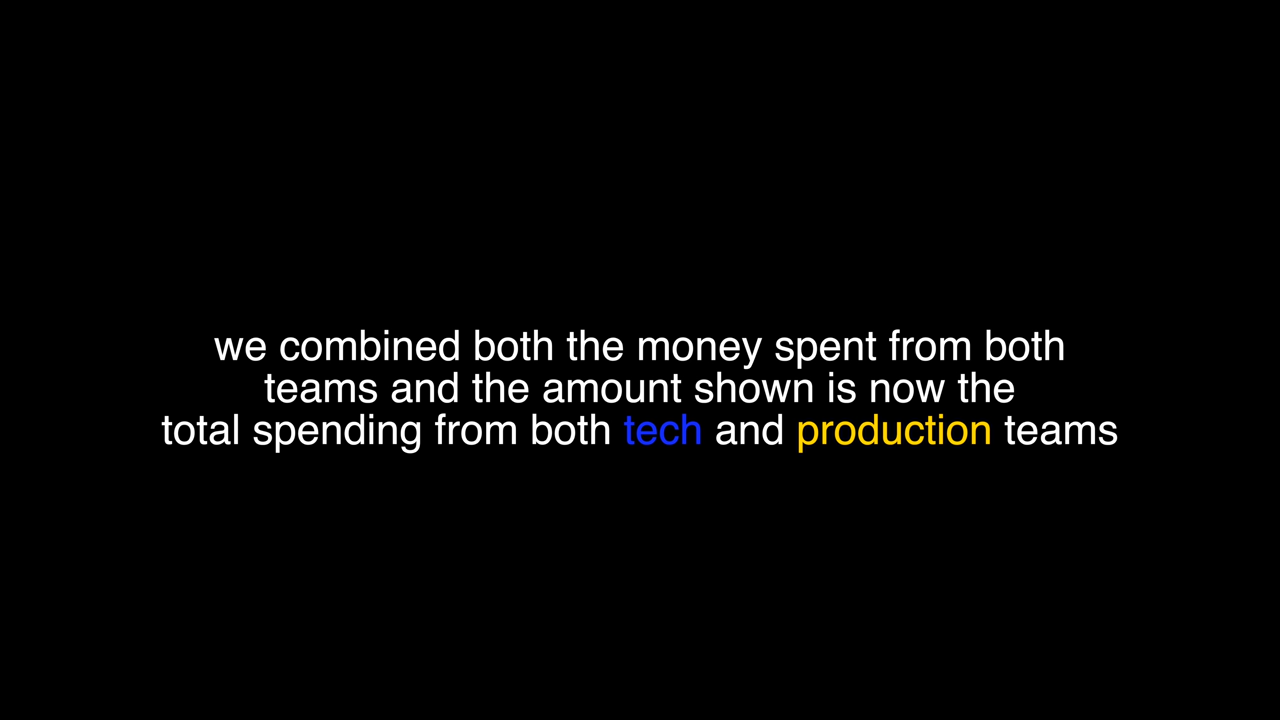 we combined both the money spent from both
teams and the amount shown is now the
total spending from both tech and production teams